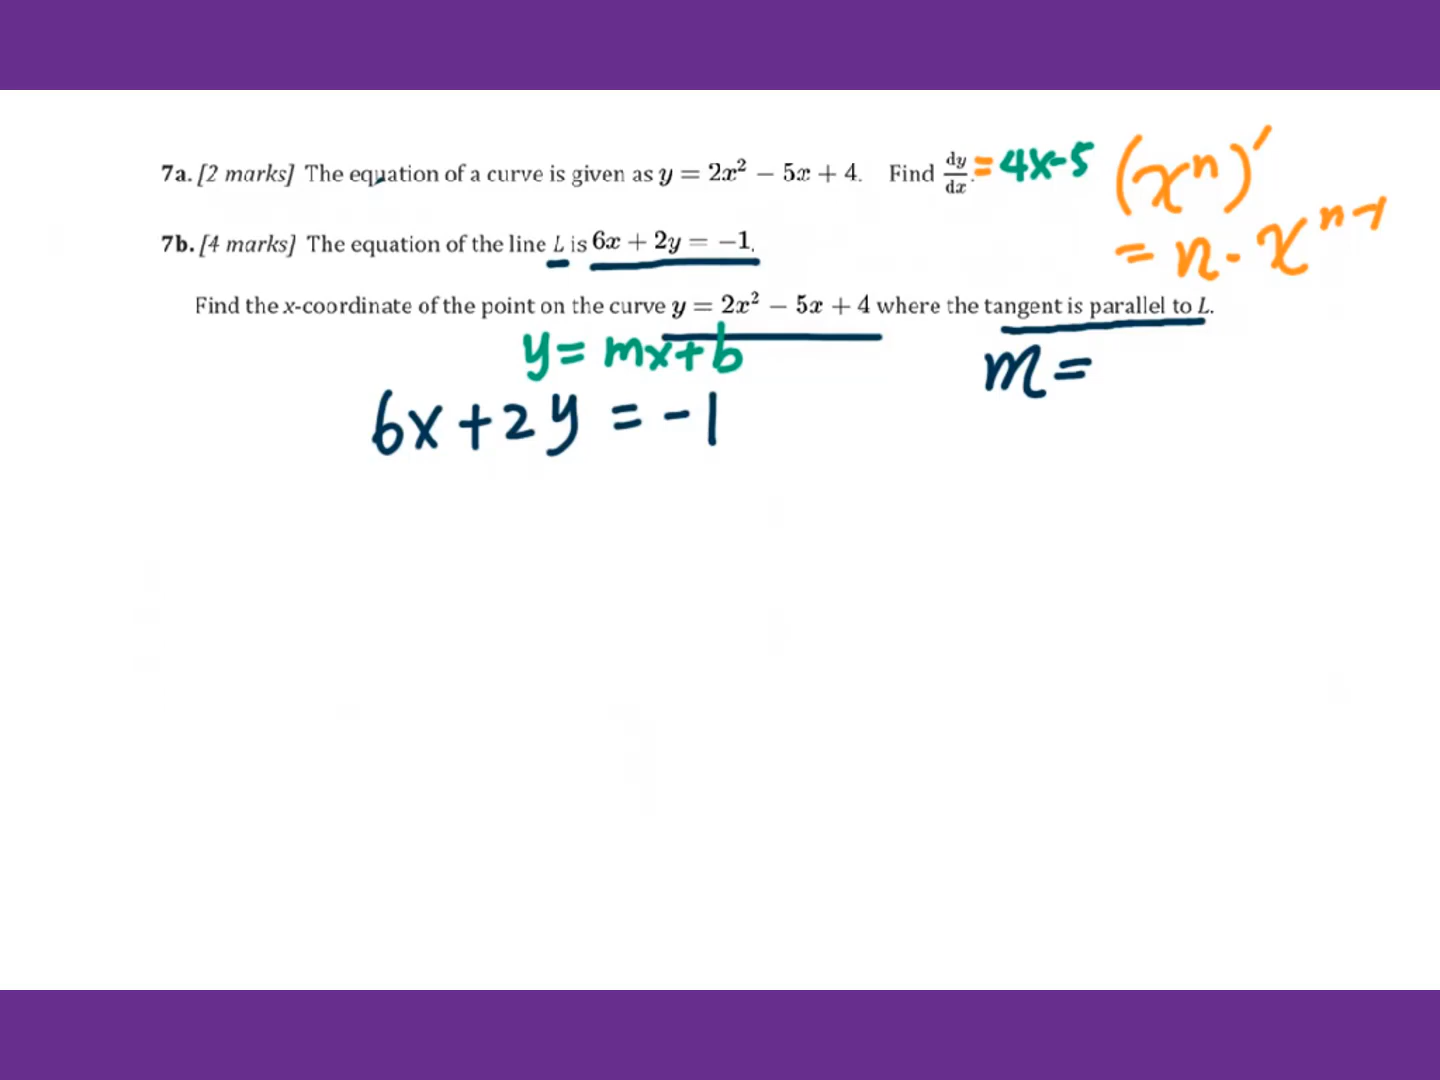 7a. [2 marks] The equation of a curve is given as y = 2x² − 5x + 4. Find dy/dx. = 4x-5
(xⁿ)′
= n · xⁿ⁻¹
7b. [4 marks] The equation of the line L is 6x + 2y = −1.
Find the x-coordinate of the point on the curve y = 2x² − 5x + 4 where the tangent is parallel to L.
y = mx+b
m =
6x+2y = -1